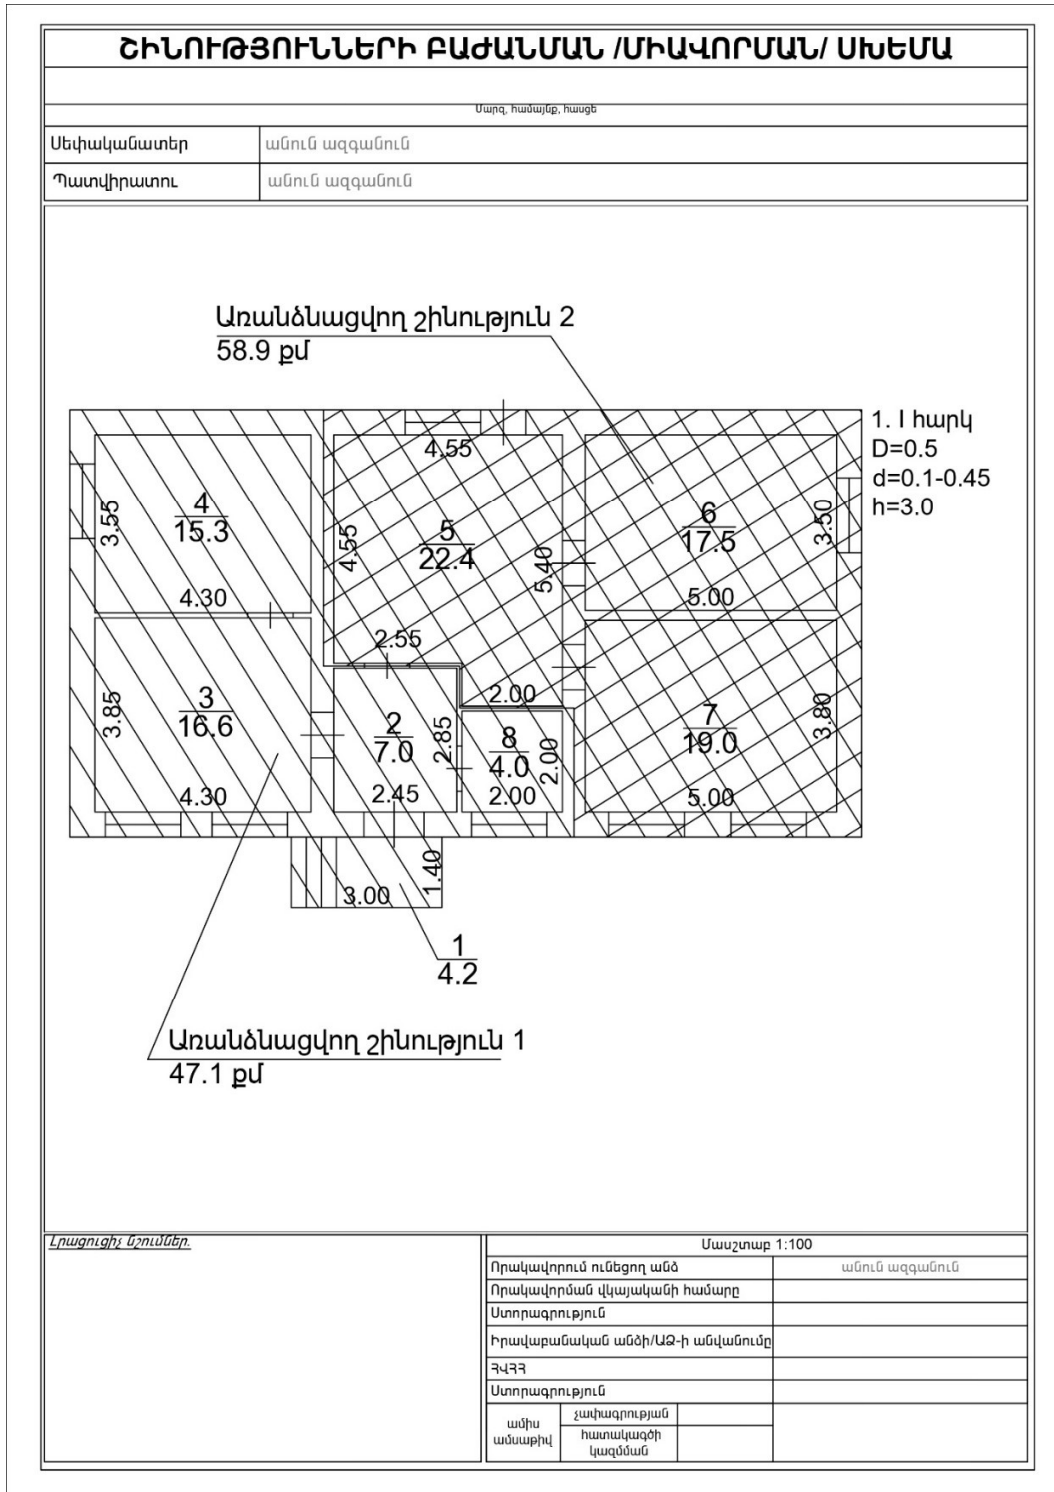 ՇԻՆՈՒԹՅՈՒՆՆԵՐԻ ԲԱԺԱՆՄԱՆ /ՄԻԱՎՈՐՄԱՆ/ ՍԽԵՄԱ
Մարզ, համայնք, հասցե
Սեփականատեր անուն ազգանուն
Պատվիրատու անուն ազգանուն
Առանձնացվող շինություն 2
58.9 քմ
1. I հարկ
D=0.5
d=0.1-0.45
h=3.0
4
15.3
3.55
4.30
4.55
5
22.4
4.55
5.40
2.55
2.00
6
17.5
3.50
5.00
3
16.6
3.85
4.30
2
7.0
2.85
2.45
8
4.0
2.00
2.00
7
19.0
3.80
5.00
1.40
3.00
1
4.2
Առանձնացվող շինություն 1
47.1 քմ
Լրացուցիչ նշումներ.
Մասշտաբ 1:100
Որակավորում ունեցող անձ անուն ազգանուն
Որակավորման վկայականի համարը
Ստորագրություն
Իրավաբանական անձի/ԱՁ-ի անվանումը
ՀՎՀՀ
Ստորագրություն
ամիս
ամսաթիվ
չափագրության
հատակագծի
կազմման